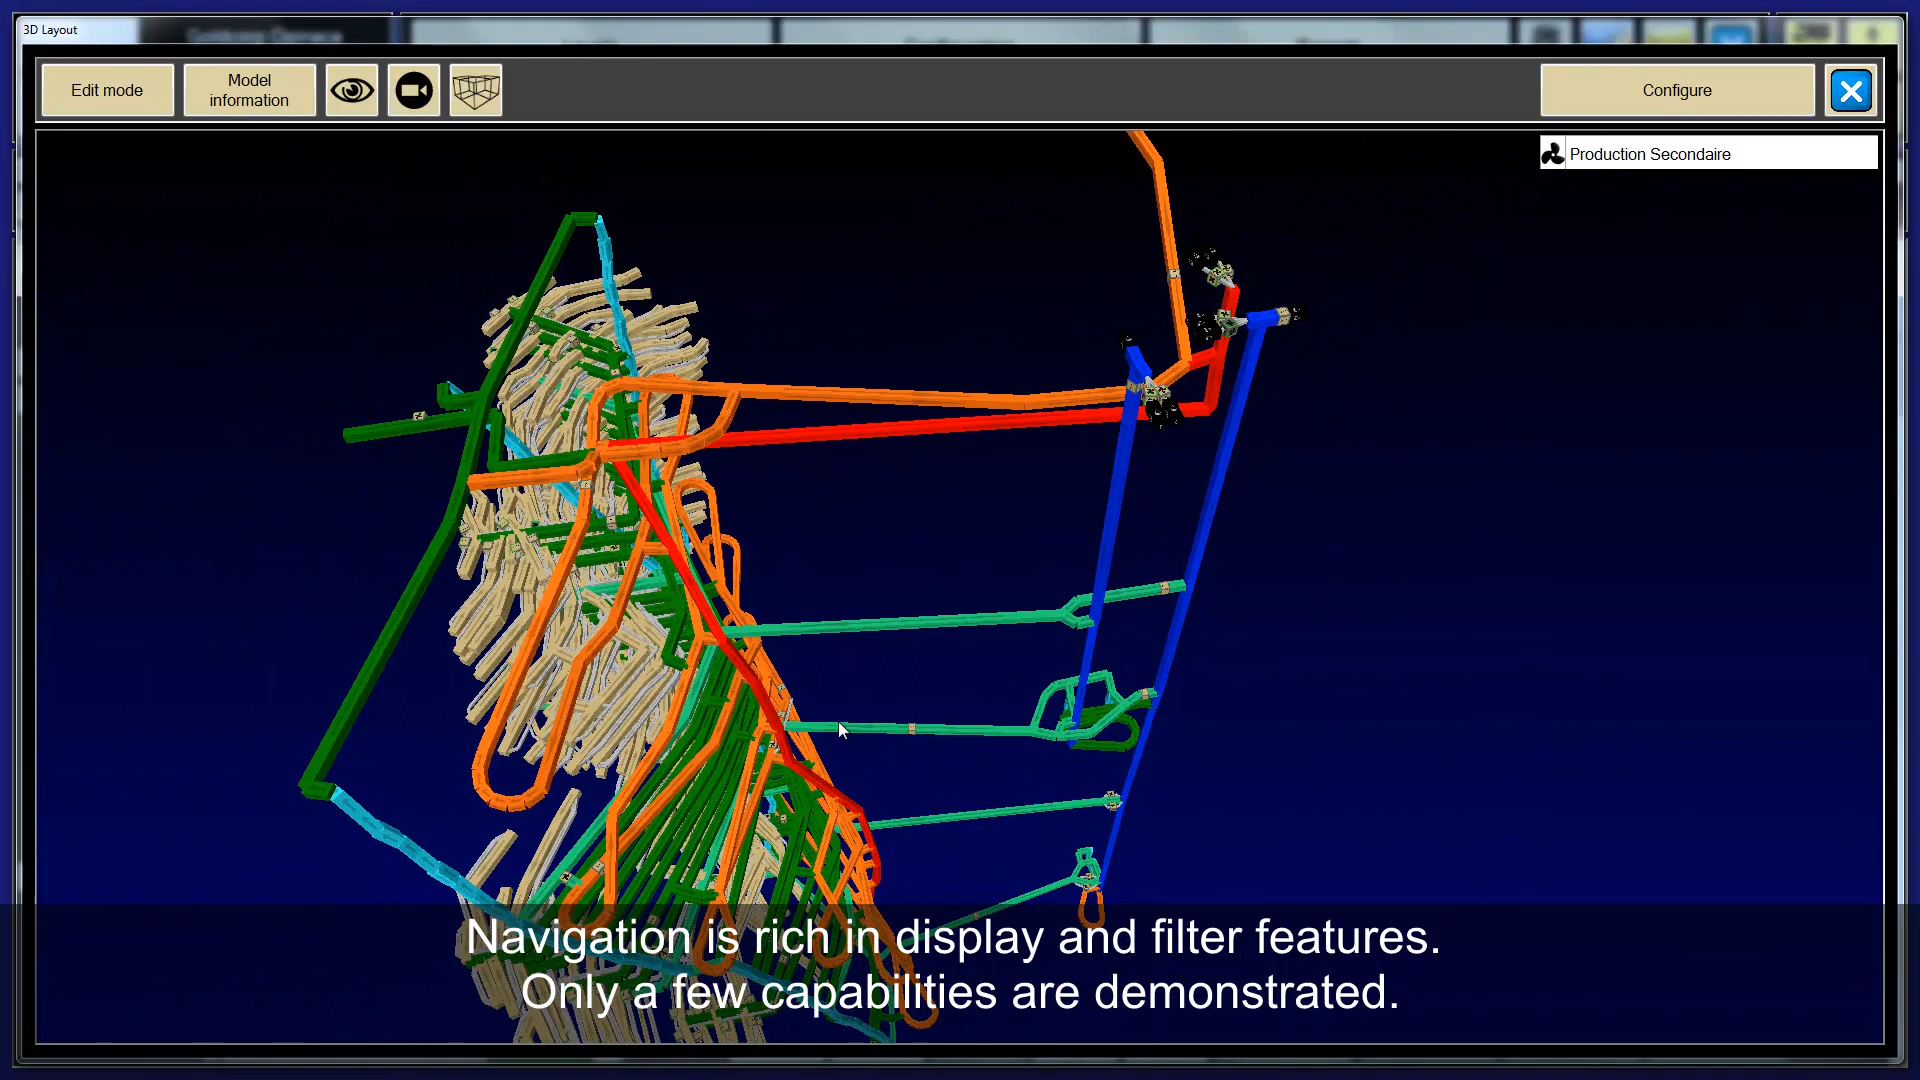 3D Layout
Edit mode
Model
information
Configure
Production Secondaire
Navigation is rich in display and filter features.
Only a few capabilities are demonstrated.